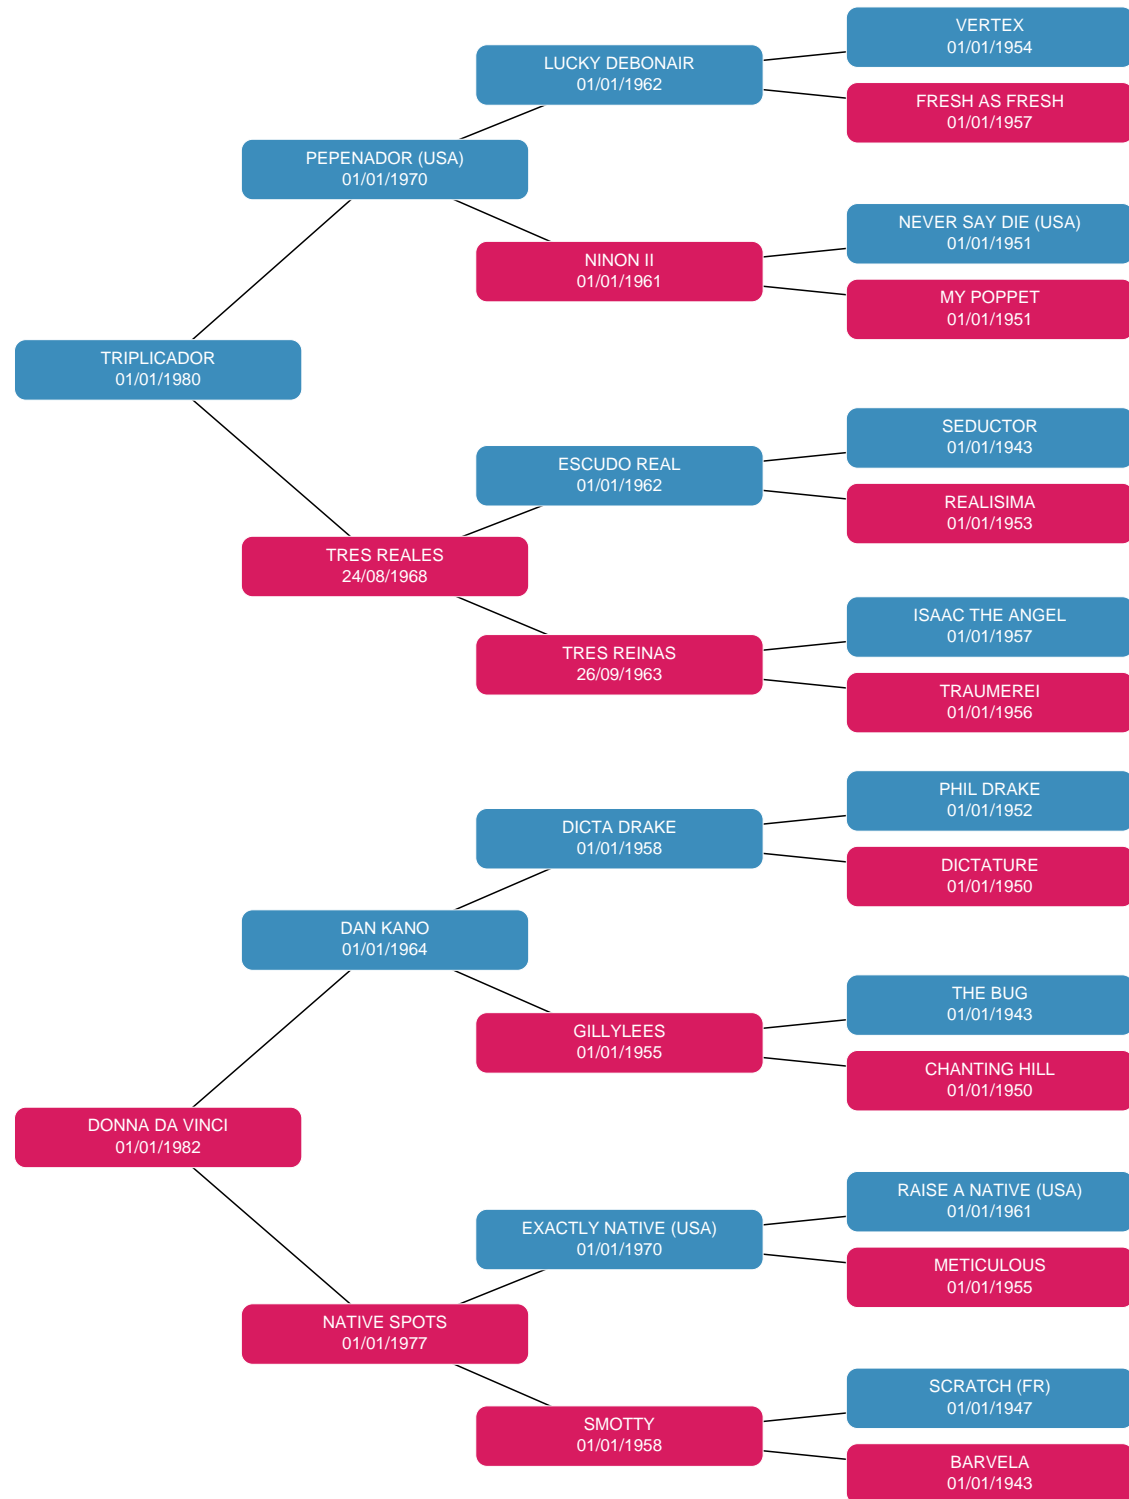 VERTEX
01/01/1954
LUCKY DEBONAIR
01/01/1962
FRESH AS FRESH
01/01/1957
PEPENADOR (USA)
01/01/1970
NEVER SAY DIE (USA)
01/01/1951
NINON II
01/01/1961
MY POPPET
01/01/1951
TRIPLICADOR
01/01/1980
SEDUCTOR
01/01/1943
ESCUDO REAL
01/01/1962
REALISIMA
01/01/1953
TRES REALES
24/08/1968
ISAAC THE ANGEL
01/01/1957
TRES REINAS
26/09/1963
TRAUMEREI
01/01/1956
PHIL DRAKE
01/01/1952
DICTA DRAKE
01/01/1958
DICTATURE
01/01/1950
DAN KANO
01/01/1964
THE BUG
01/01/1943
GILLYLEES
01/01/1955
CHANTING HILL
01/01/1950
DONNA DA VINCI
01/01/1982
RAISE A NATIVE (USA)
01/01/1961
EXACTLY NATIVE (USA)
01/01/1970
METICULOUS
01/01/1955
NATIVE SPOTS
01/01/1977
SCRATCH (FR)
01/01/1947
SMOTTY
01/01/1958
BARVELA
01/01/1943